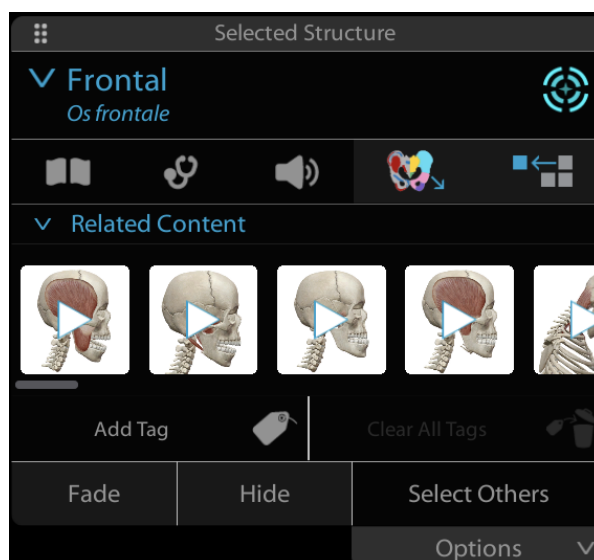 Selected Structure
Frontal
Os frontale
Related Content
Add Tag
Clear All Tags
Fade
Hide
Select Others
Options